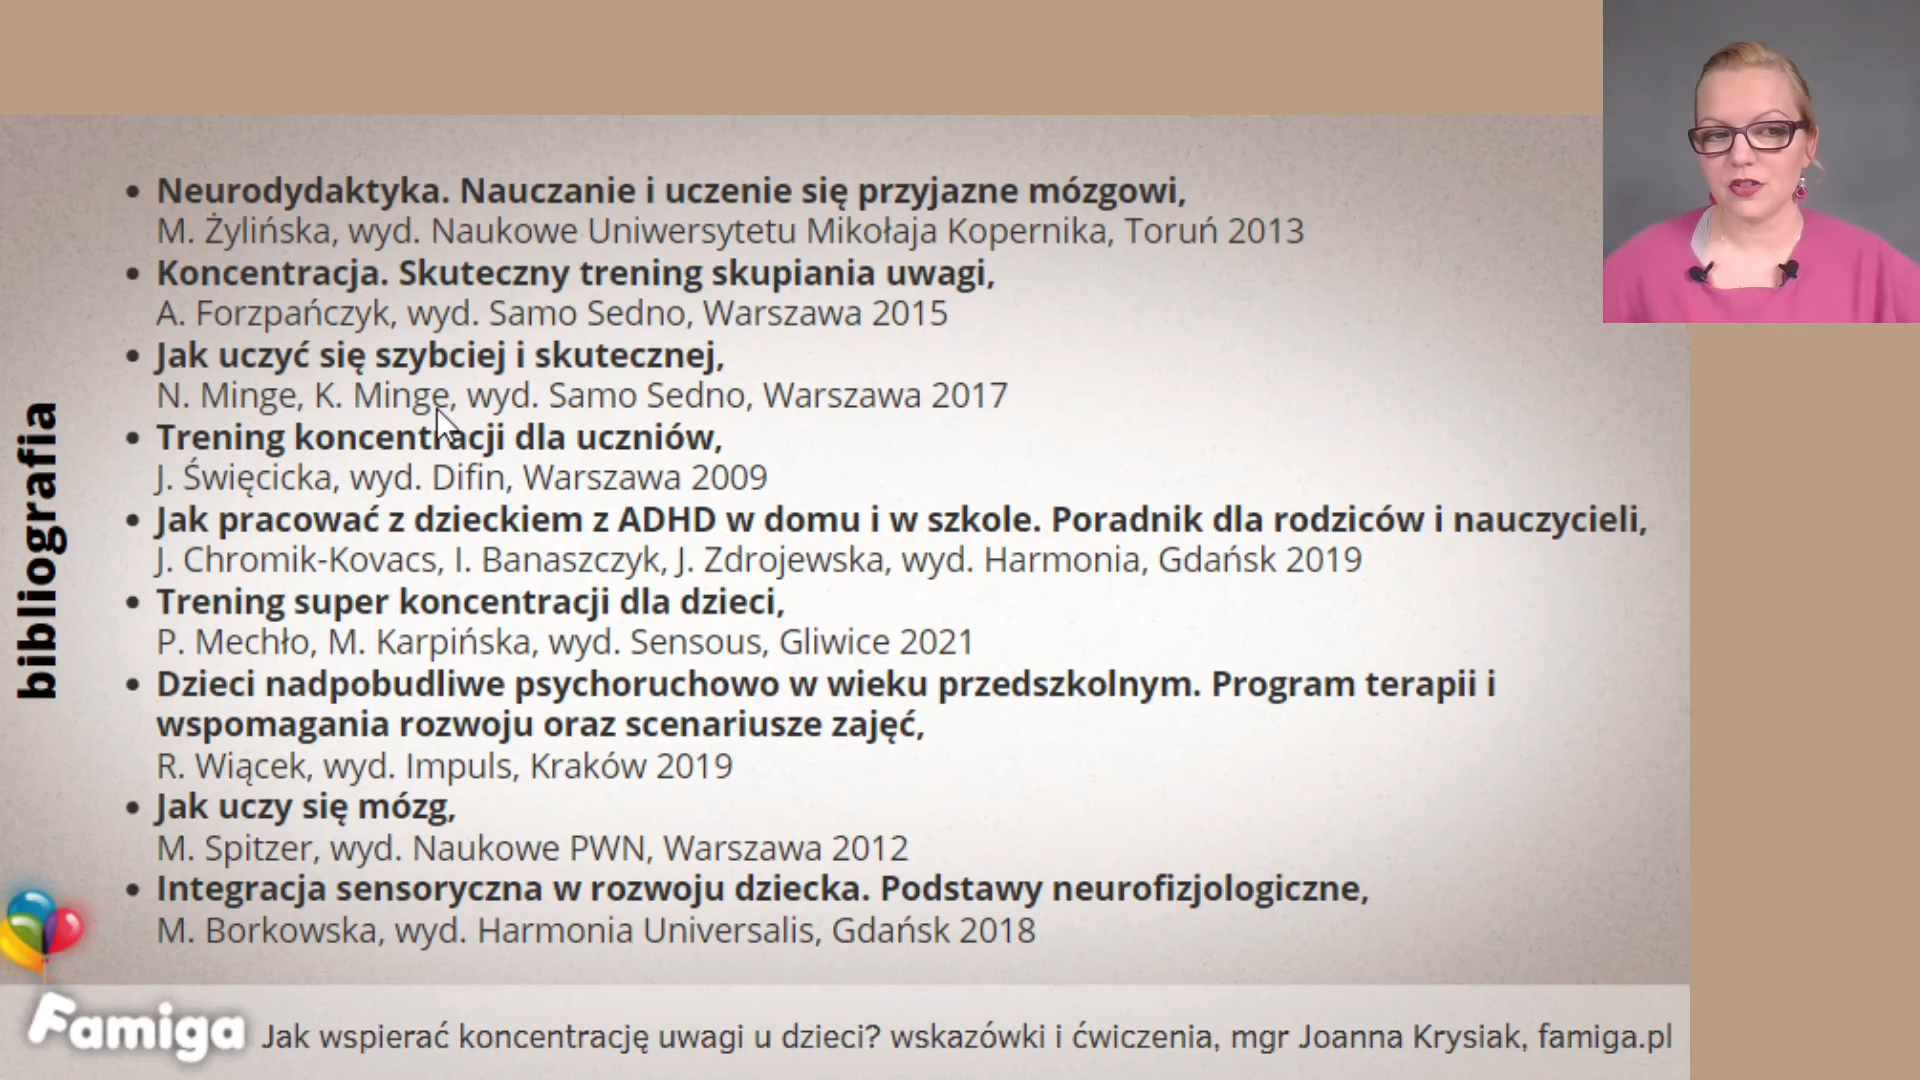 bibliografia
Neurodydaktyka. Nauczanie i uczenie się przyjazne mózgowi,
M. Żylińska, wyd. Naukowe Uniwersytetu Mikołaja Kopernika, Toruń 2013
Koncentracja. Skuteczny trening skupiania uwagi,
A. Forzpańczyk, wyd. Samo Sedno, Warszawa 2015
Jak uczyć się szybciej i skutecznej,
N. Minge, K. Minge, wyd. Samo Sedno, Warszawa 2017
Trening koncentracji dla uczniów,
J. Święcicka, wyd. Difin, Warszawa 2009
Jak pracować z dzieckiem z ADHD w domu i w szkole. Poradnik dla rodziców i nauczycieli,
J. Chromik-Kovacs, I. Banaszczyk, J. Zdrojewska, wyd. Harmonia, Gdańsk 2019
Trening super koncentracji dla dzieci,
P. Mechło, M. Karpińska, wyd. Sensous, Gliwice 2021
Dzieci nadpobudliwe psychoruchowo w wieku przedszkolnym. Program terapii i
wspomagania rozwoju oraz scenariusze zajęć,
R. Wiącek, wyd. Impuls, Kraków 2019
Jak uczy się mózg,
M. Spitzer, wyd. Naukowe PWN, Warszawa 2012
Integracja sensoryczna w rozwoju dziecka. Podstawy neurofizjologiczne,
M. Borkowska, wyd. Harmonia Universalis, Gdańsk 2018
Famiga
Jak wspierać koncentrację uwagi u dzieci? wskazówki i ćwiczenia, mgr Joanna Krysiak, famiga.pl